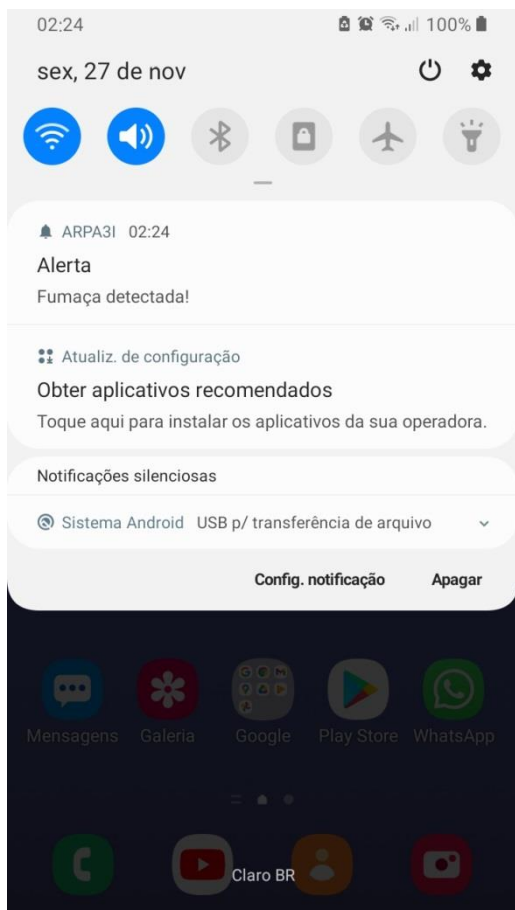 02:24 100%
sex, 27 de nov
ARPA3I 02:24
Alerta
Fumaça detectada!
Atualiz. de configuração
Obter aplicativos recomendados
Toque aqui para instalar os aplicativos da sua operadora.
Notificações silenciosas
Sistema Android USB p/ transferência de arquivo
Config. notificação Apagar
Mensagens Galeria Google Play Store WhatsApp
Claro BR